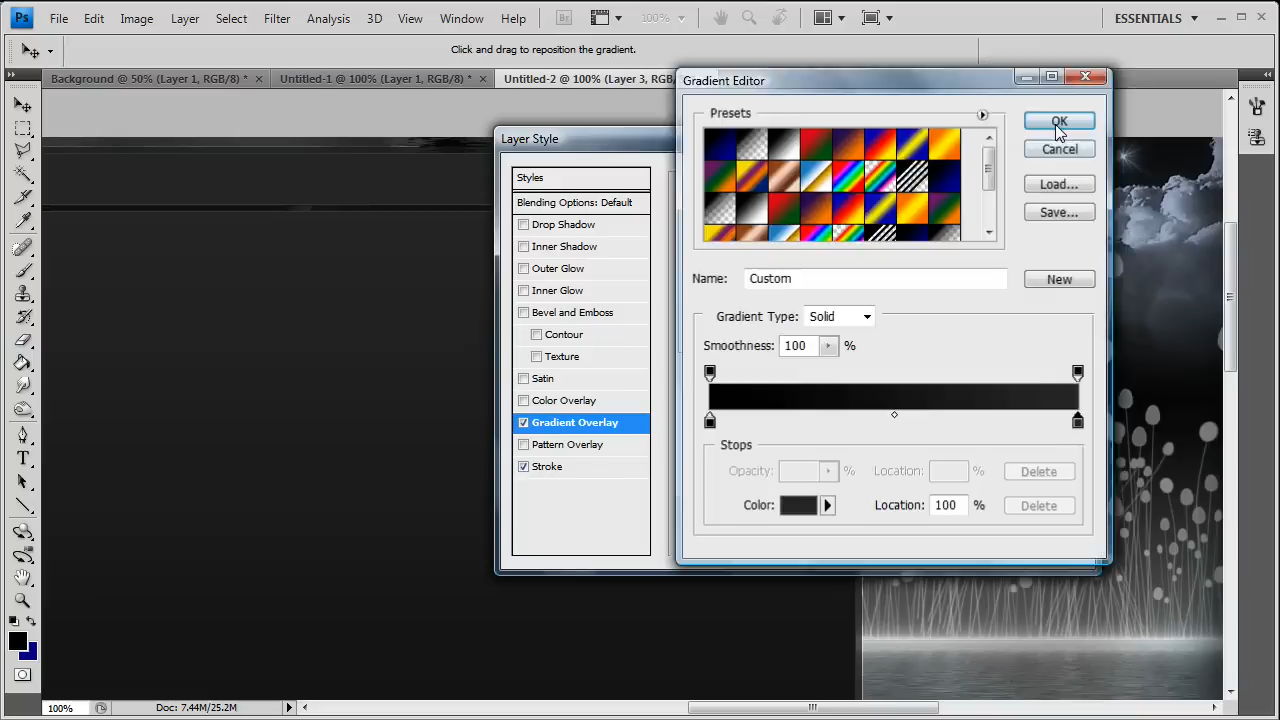 Ps File Edit Image Layer Select Filter Analysis 3D View Window Help Br 100% ESSENTIALS
Click and drag to reposition the gradient.
Background @ 50% (Layer 1, RGB/8) * × Untitled-1 @ 100% (Layer 1, RGB/8) * × Untitled-2 @ 100% (Layer 3, RGB/8)
Gradient Editor
Presets
OK
Cancel
Load...
Save...
Name: Custom
New
Gradient Type: Solid
Smoothness: 100 %
Stops
Opacity: % Location: % Delete
Color: Location: 100 % Delete
Layer Style
Styles
Blending Options: Default
Drop Shadow
Inner Shadow
Outer Glow
Inner Glow
Bevel and Emboss
Contour
Texture
Satin
Color Overlay
Gradient Overlay
Pattern Overlay
Stroke
T
100% Doc: 7.44M/25.2M